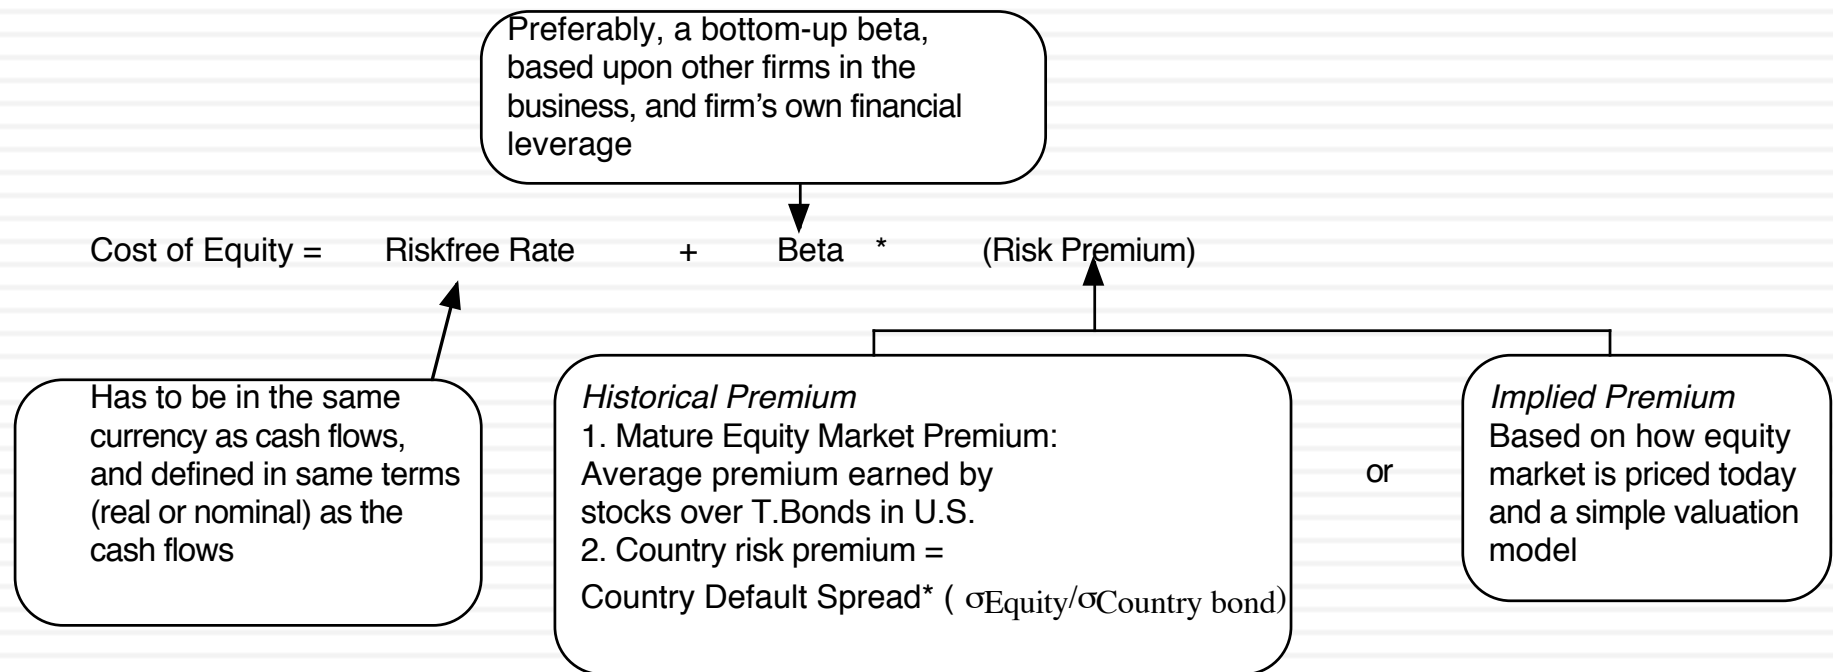 Preferably, a bottom-up beta,
based upon other firms in the
business, and firm’s own financial
leverage
Cost of Equity = Riskfree Rate + Beta * (Risk Premium)
Has to be in the same
currency as cash flows,
and defined in same terms
(real or nominal) as the
cash flows
Historical Premium
1. Mature Equity Market Premium:
Average premium earned by
stocks over T.Bonds in U.S.
2. Country risk premium =
Country Default Spread* ( σEquity/σCountry bond)
or
Implied Premium
Based on how equity
market is priced today
and a simple valuation
model